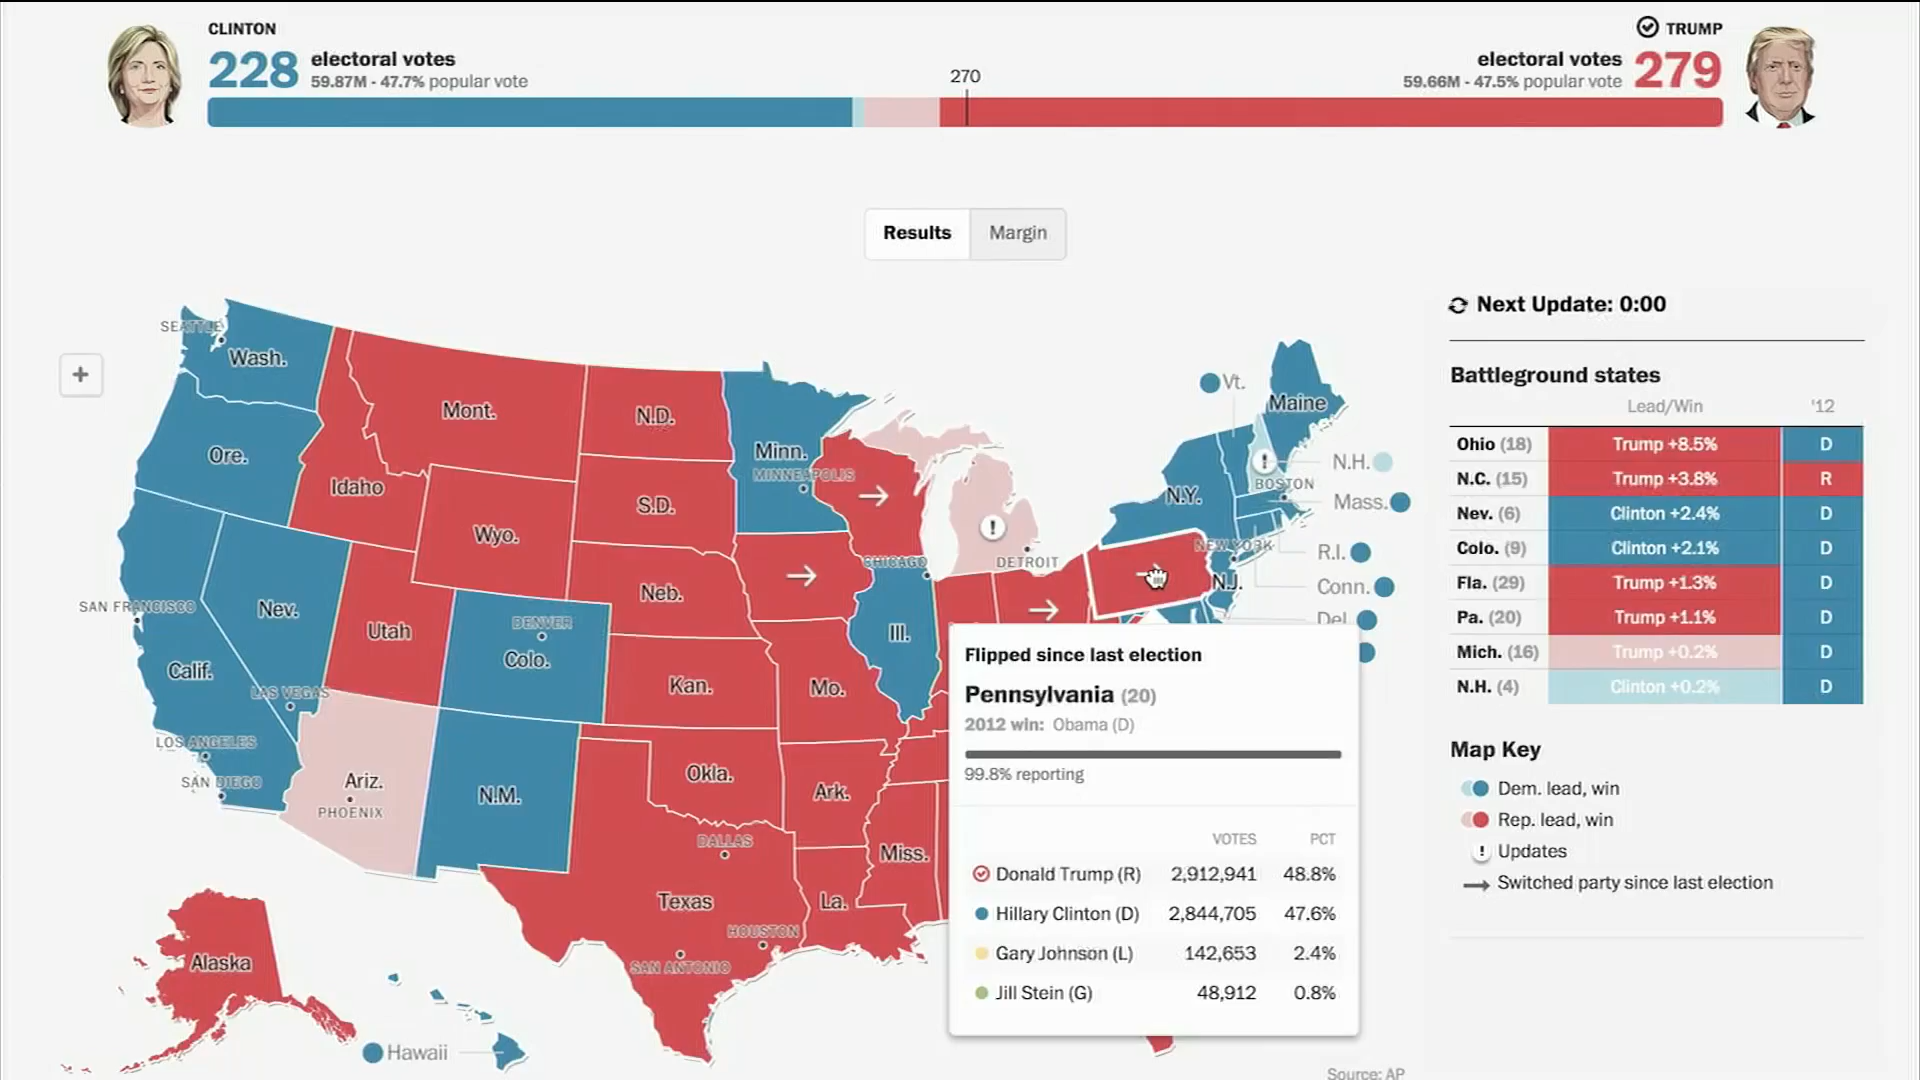 CLINTON
228 electoral votes
59.87M - 47.7% popular vote
270
TRUMP
electoral votes 279
59.66M - 47.5% popular vote
Results Margin
Next Update: 0:00
Battleground states
Lead/Win '12
Ohio (18) Trump +8.5% D
N.C. (15) Trump +3.8% R
Nev. (6) Clinton +2.4% D
Colo. (9) Clinton +2.1% D
Fla. (29) Trump +1.3% D
Pa. (20) Trump +1.1% D
Mich. (16) Trump +0.2% D
N.H. (4) Clinton +0.2% D
Map Key
Dem. lead, win
Rep. lead, win
! Updates
Switched party since last election
+
SEATTLE
Wash.
Ore.
Idaho
Mont.
N.D.
Minn.
MINNEAPOLIS
S.D.
Wyo.
Neb.
CHICAGO
DETROIT
!
Vt.
Maine
!
N.H.
BOSTON
Mass.
N.Y.
NEW YORK
R.I.
N.J.
Conn.
Del.
SAN FRANCISCO
Nev.
Utah
DENVER
Colo.
Ill.
Calif.
LAS VEGAS
Kan.
Mo.
LOS ANGELES
SAN DIEGO
Ariz.
PHOENIX
N.M.
Okla.
Ark.
DALLAS
Miss.
Texas
La.
HOUSTON
SAN ANTONIO
Alaska
Hawaii
Flipped since last election
Pennsylvania (20)
2012 win: Obama (D)
99.8% reporting
VOTES PCT
Donald Trump (R) 2,912,941 48.8%
Hillary Clinton (D) 2,844,705 47.6%
Gary Johnson (L) 142,653 2.4%
Jill Stein (G) 48,912 0.8%
Source: AP